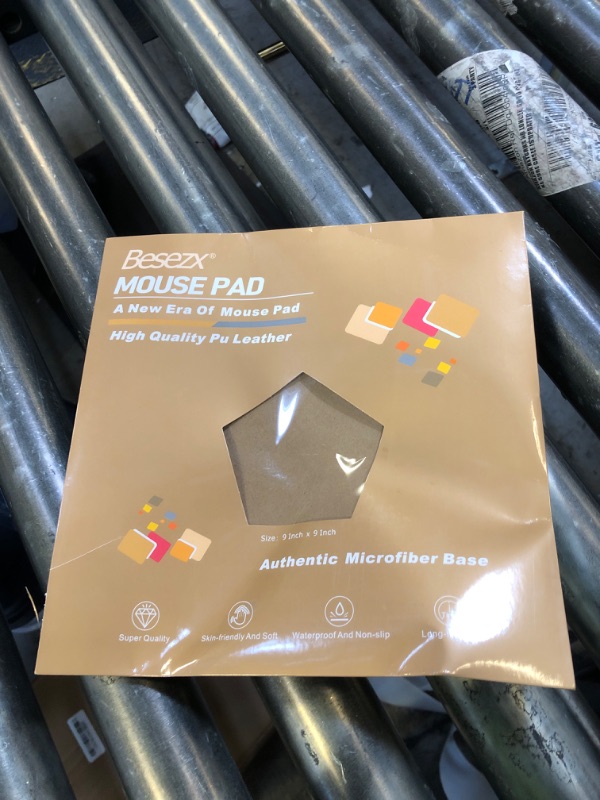 Besezx®
MOUSE PAD
A New Era Of Mouse Pad
High Quality Pu Leather
Size: 9 Inch x 9 Inch
Authentic Microfiber Base
Super Quality
Skin-friendly And Soft
Waterproof And Non-slip